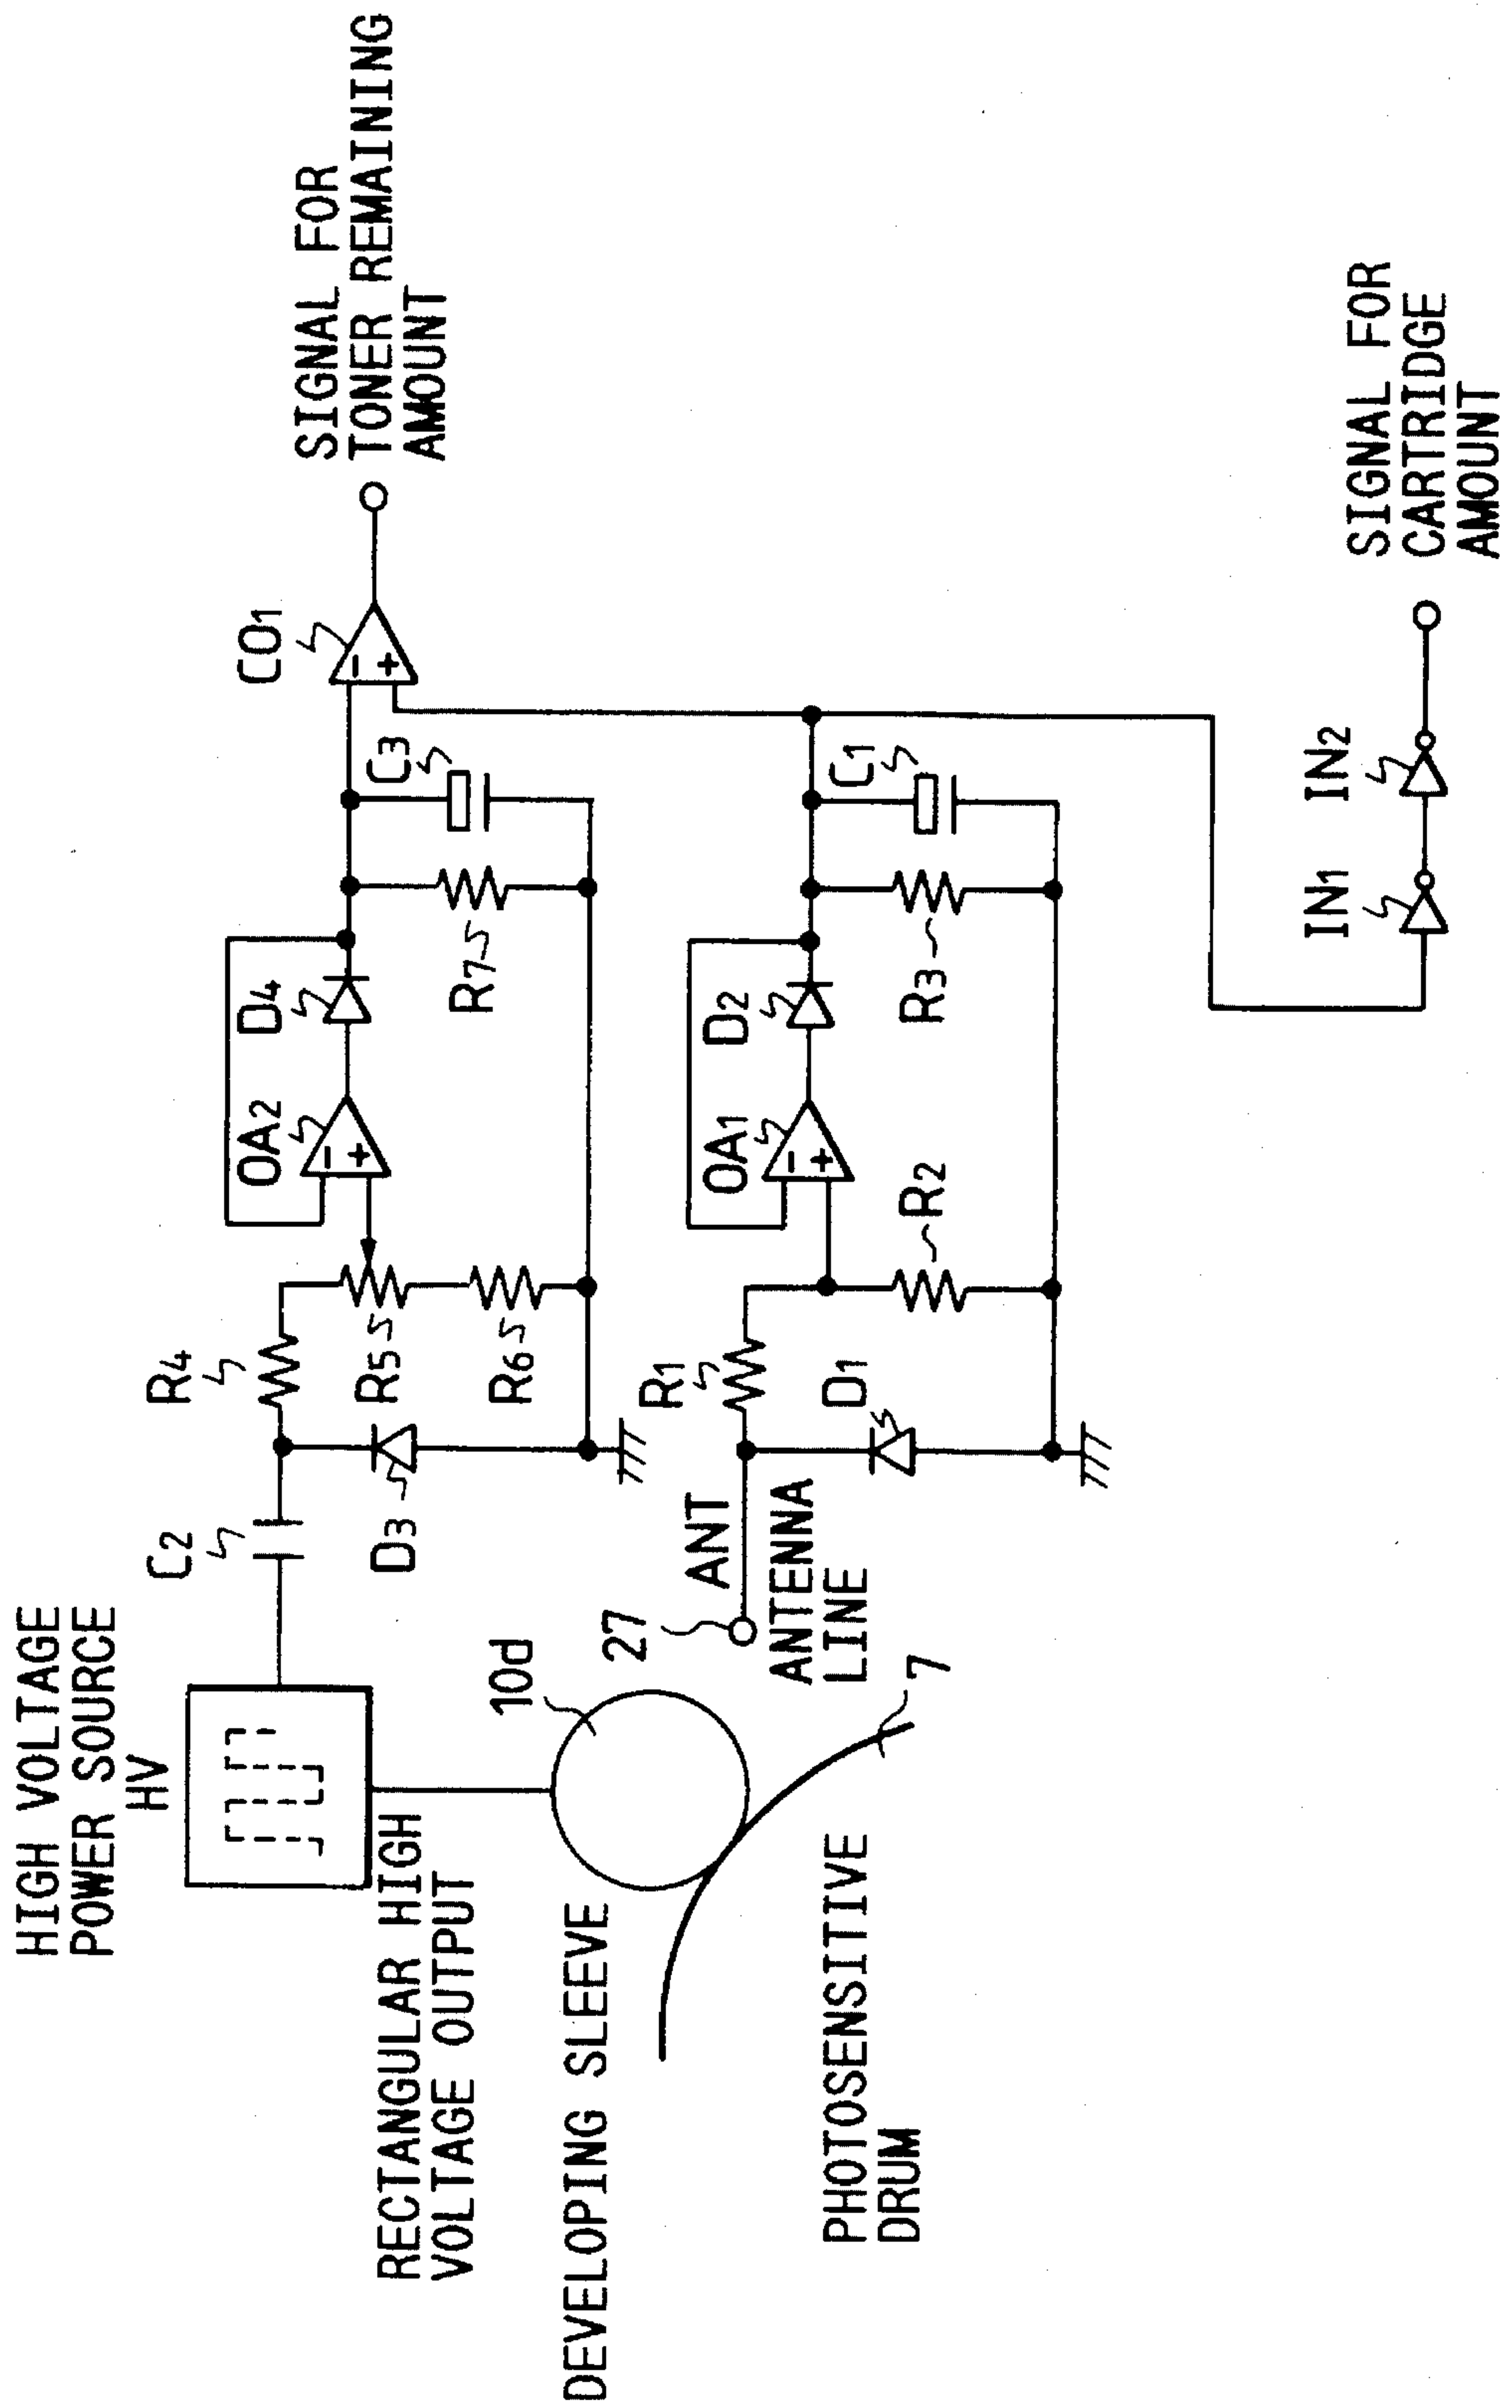 HIGH VOLTAGE
POWER SOURCE
HV
C2
R4
D3
R5
R6
OA2
-
+
D4
R7
C3
CO1
-
+
SIGNAL FOR
TONER REMAINING
AMOUNT
RECTANGULAR HIGH
VOLTAGE OUTPUT
10d
DEVELOPING SLEEVE
27
ANT
ANTENNA
LINE
7
PHOTOSENSITIVE
DRUM
R1
D1
R2
OA1
-
+
D2
R3
C1
IN1
IN2
SIGNAL FOR
CARTRIDGE
AMOUNT